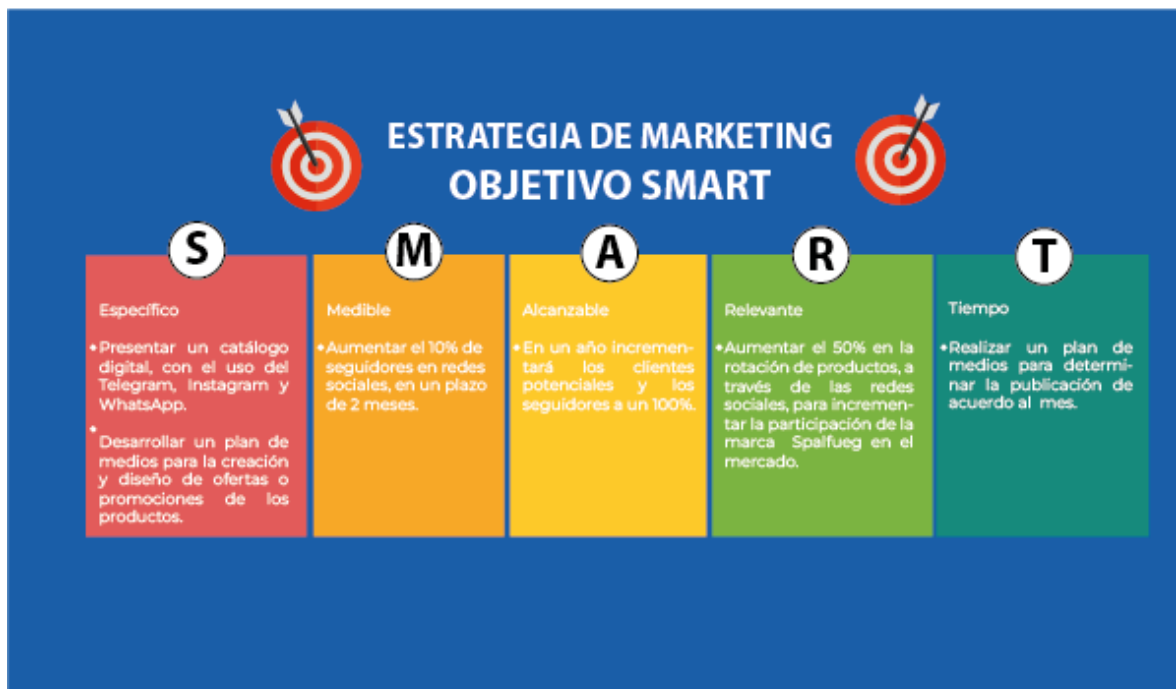 ESTRATEGIA DE MARKETING
OBJETIVO SMART
S
Específico
•Presentar un catálogo
digital, con el uso del
Telegram, Instagram y
WhatsApp.
•
Desarrollar un plan de
medios para la creación
y diseño de ofertas o
promociones de los
productos.
M
Medible
•Aumentar el 10% de
seguidores en redes
sociales, en un plazo
de 2 meses.
A
Alcanzable
•En un año incremen-
tará los clientes
potenciales y los
seguidores a un 100%.
R
Relevante
•Aumentar el 50% en la
rotación de productos, a
través de las redes
sociales, para incremen-
tar la participación de la
marca Spalfueg en el
mercado.
T
Tiempo
•Realizar un plan de
medios para determi-
nar la publicación de
acuerdo al mes.